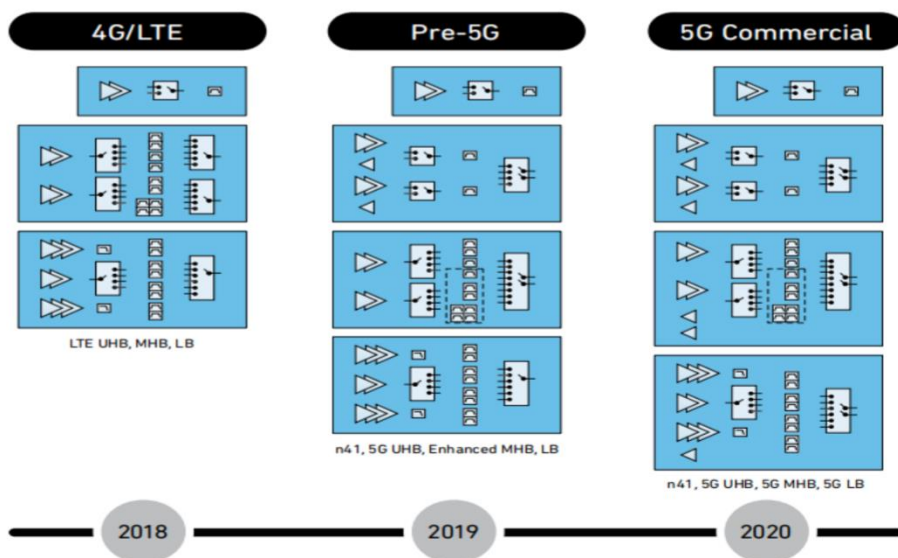 4G/LTE
Pre-5G
5G Commercial
LTE UHB, MHB, LB
n41, 5G UHB, Enhanced MHB, LB
n41, 5G UHB, 5G MHB, 5G LB
2018
2019
2020